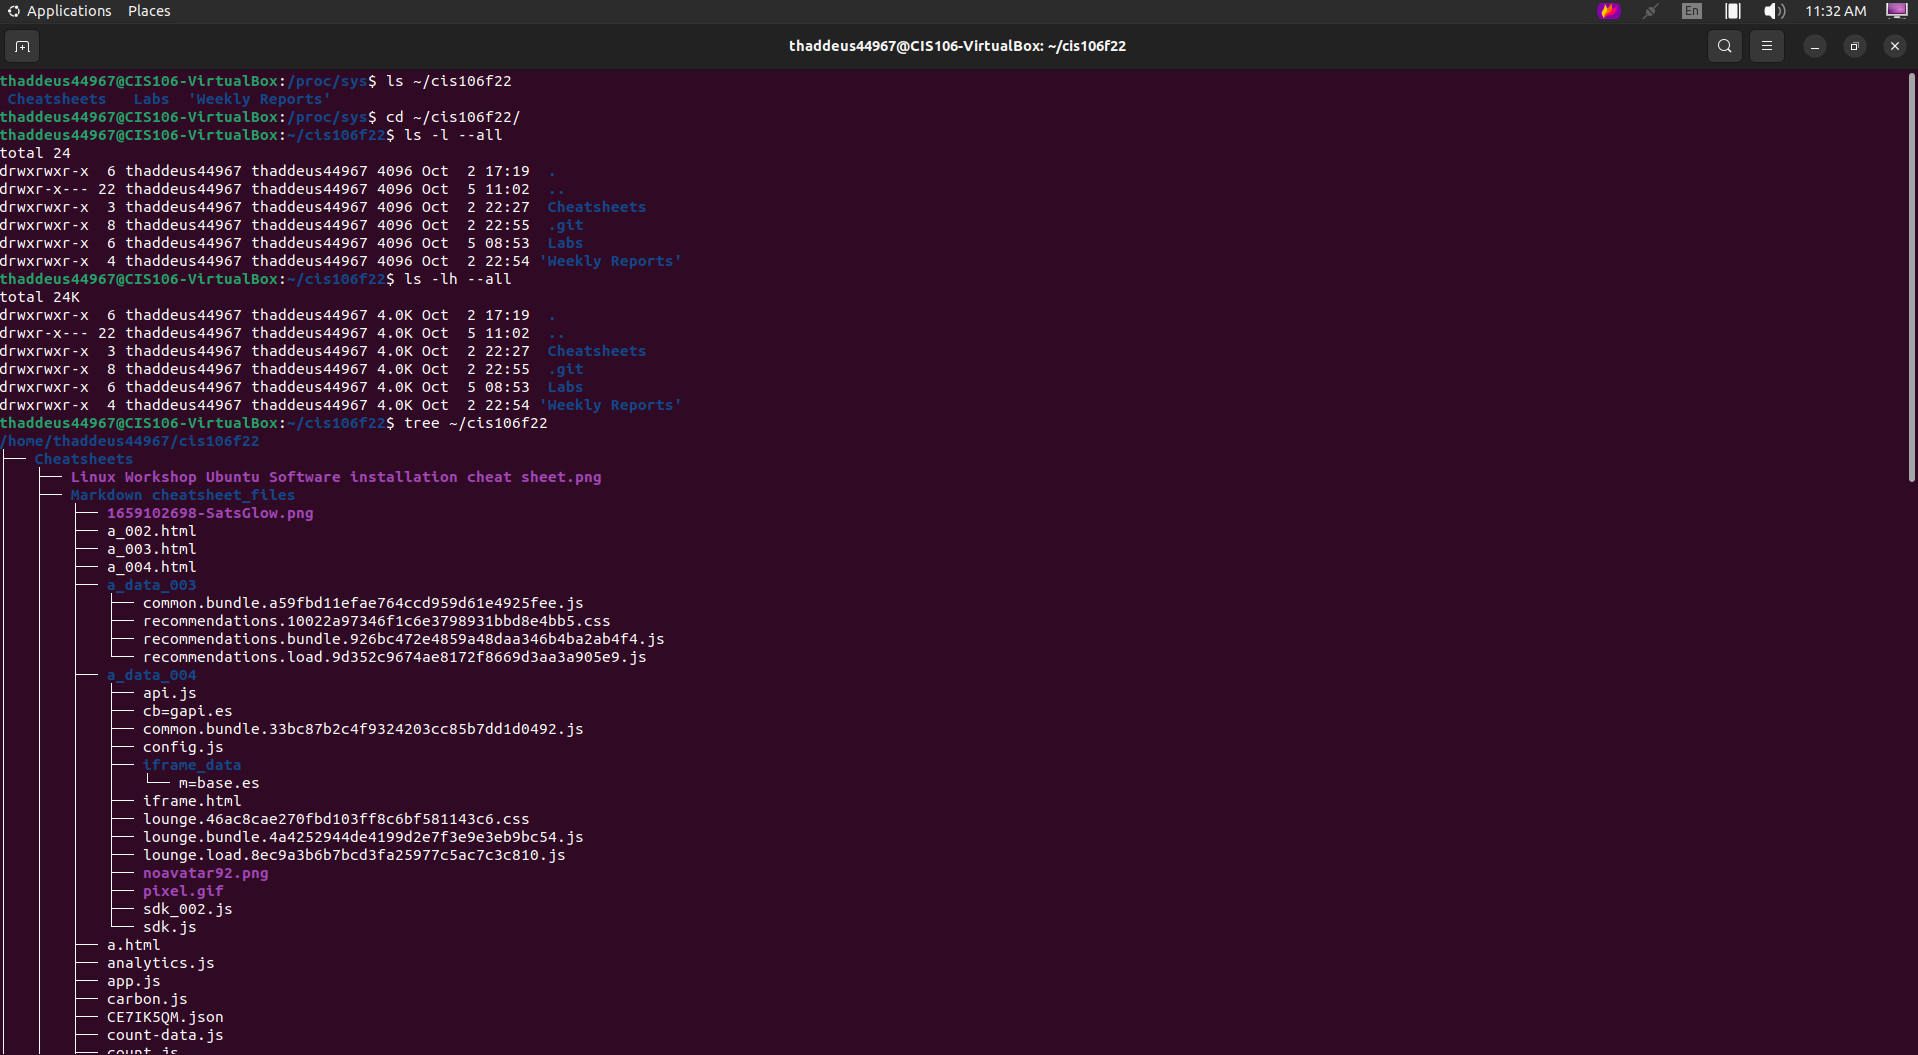 Applications Places En 11:32 AM
thaddeus44967@CIS106-VirtualBox: ~/cis106f22
thaddeus44967@CIS106-VirtualBox:/proc/sys$ ls ~/cis106f22
Cheatsheets Labs 'Weekly Reports'
thaddeus44967@CIS106-VirtualBox:/proc/sys$ cd ~/cis106f22/
thaddeus44967@CIS106-VirtualBox:~/cis106f22$ ls -l --all
total 24
drwxrwxr-x 6 thaddeus44967 thaddeus44967 4096 Oct 2 17:19 .
drwxr-x--- 22 thaddeus44967 thaddeus44967 4096 Oct 5 11:02 ..
drwxrwxr-x 3 thaddeus44967 thaddeus44967 4096 Oct 2 22:27 Cheatsheets
drwxrwxr-x 8 thaddeus44967 thaddeus44967 4096 Oct 2 22:55 .git
drwxrwxr-x 6 thaddeus44967 thaddeus44967 4096 Oct 5 08:53 Labs
drwxrwxr-x 4 thaddeus44967 thaddeus44967 4096 Oct 2 22:54 'Weekly Reports'
thaddeus44967@CIS106-VirtualBox:~/cis106f22$ ls -lh --all
total 24K
drwxrwxr-x 6 thaddeus44967 thaddeus44967 4.0K Oct 2 17:19 .
drwxr-x--- 22 thaddeus44967 thaddeus44967 4.0K Oct 5 11:02 ..
drwxrwxr-x 3 thaddeus44967 thaddeus44967 4.0K Oct 2 22:27 Cheatsheets
drwxrwxr-x 8 thaddeus44967 thaddeus44967 4.0K Oct 2 22:55 .git
drwxrwxr-x 6 thaddeus44967 thaddeus44967 4.0K Oct 5 08:53 Labs
drwxrwxr-x 4 thaddeus44967 thaddeus44967 4.0K Oct 2 22:54 'Weekly Reports'
thaddeus44967@CIS106-VirtualBox:~/cis106f22$ tree ~/cis106f22
/home/thaddeus44967/cis106f22
├── Cheatsheets
│   ├── Linux Workshop Ubuntu Software installation cheat sheet.png
│   ├── Markdown cheatsheet_files
│   │   ├── 1659102698-SatsGlow.png
│   │   ├── a_002.html
│   │   ├── a_003.html
│   │   ├── a_004.html
│   │   ├── a_data_003
│   │   │   ├── common.bundle.a59fbd11efae764ccd959d61e4925fee.js
│   │   │   ├── recommendations.10022a97346f1c6e3798931bbd8e4bb5.css
│   │   │   ├── recommendations.bundle.926bc472e4859a48daa346b4ba2ab4f4.js
│   │   │   └── recommendations.load.9d352c9674ae8172f8669d3aa3a905e9.js
│   │   ├── a_data_004
│   │   │   ├── api.js
│   │   │   ├── cb=gapi.es
│   │   │   ├── common.bundle.33bc87b2c4f9324203cc85b7dd1d0492.js
│   │   │   ├── config.js
│   │   │   ├── iframe_data
│   │   │   │   └── m=base.es
│   │   │   ├── iframe.html
│   │   │   ├── lounge.46ac8cae270fbd103ff8c6bf581143c6.css
│   │   │   ├── lounge.bundle.4a4252944de4199d2e7f3e9e3eb9bc54.js
│   │   │   ├── lounge.load.8ec9a3b6b7bcd3fa25977c5ac7c3c810.js
│   │   │   ├── noavatar92.png
│   │   │   ├── pixel.gif
│   │   │   ├── sdk_002.js
│   │   │   └── sdk.js
│   │   ├── a.html
│   │   ├── analytics.js
│   │   ├── app.js
│   │   ├── carbon.js
│   │   ├── CE7IK5QM.json
│   │   ├── count-data.js
│   │   ├── count.js